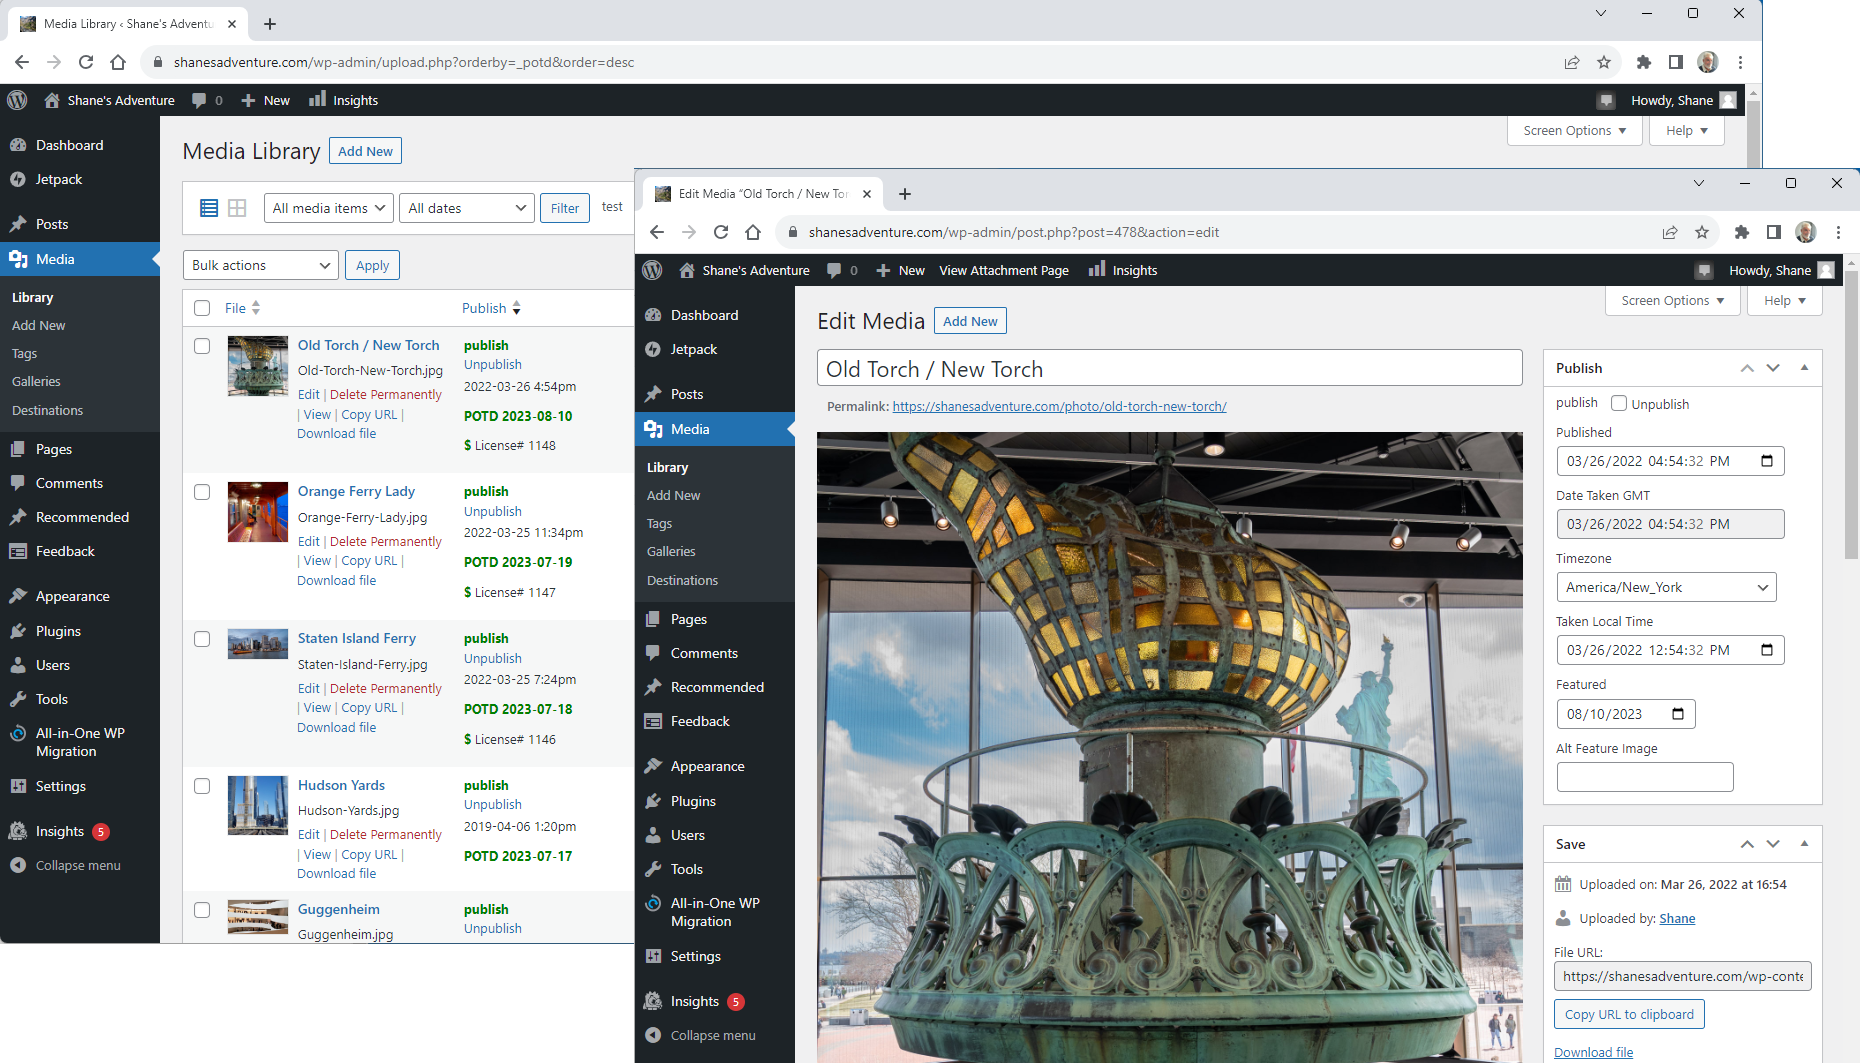 Media Library ‹ Shane's Adventu
shanesadventure.com/wp-admin/upload.php?orderby=_potd&order=desc
Shane's Adventure
0
New
Insights
Howdy, Shane
Dashboard
Jetpack
Posts
Media
Library
Add New
Tags
Galleries
Destinations
Pages
Comments
Recommended
Feedback
Appearance
Plugins
Users
Tools
All-in-One WP
Migration
Settings
Insights 5
Collapse menu
Screen Options
Help
Media Library
Add New
All media items
All dates
Filter
test
Bulk actions
Apply
File
Publish
Old Torch / New Torch
Old-Torch-New-Torch.jpg
Edit | Delete Permanently
| View | Copy URL |
Download file
publish
Unpublish
2022-03-26 4:54pm
POTD 2023-08-10
$ License# 1148
Orange Ferry Lady
Orange-Ferry-Lady.jpg
Edit | Delete Permanently
| View | Copy URL |
Download file
publish
Unpublish
2022-03-25 11:34pm
POTD 2023-07-19
$ License# 1147
Staten Island Ferry
Staten-Island-Ferry.jpg
Edit | Delete Permanently
| View | Copy URL |
Download file
publish
Unpublish
2022-03-25 7:24pm
POTD 2023-07-18
$ License# 1146
Hudson Yards
Hudson-Yards.jpg
Edit | Delete Permanently
| View | Copy URL |
Download file
publish
Unpublish
2019-04-06 1:20pm
POTD 2023-07-17
Guggenheim
Guggenheim.jpg
publish
Unpublish
Edit Media “Old Torch / New Tor
shanesadventure.com/wp-admin/post.php?post=478&action=edit
Shane's Adventure
0
New
View Attachment Page
Insights
Howdy, Shane
Dashboard
Jetpack
Posts
Media
Library
Add New
Tags
Galleries
Destinations
Pages
Comments
Recommended
Feedback
Appearance
Plugins
Users
Tools
All-in-One WP
Migration
Settings
Insights 5
Collapse menu
Screen Options
Help
Edit Media
Add New
Old Torch / New Torch
Permalink: https://shanesadventure.com/photo/old-torch-new-torch/
Publish
publish
Unpublish
Published
03/26/2022 04:54:32 PM
Date Taken GMT
03/26/2022 04:54:32 PM
Timezone
America/New_York
Taken Local Time
03/26/2022 12:54:32 PM
Featured
08/10/2023
Alt Feature Image
Save
Uploaded on: Mar 26, 2022 at 16:54
Uploaded by: Shane
File URL:
https://shanesadventure.com/wp-conte
Copy URL to clipboard
Download file